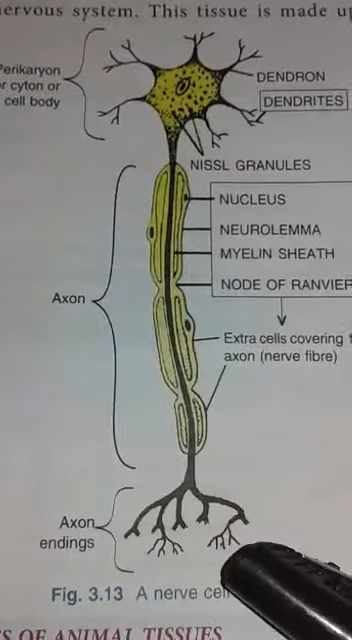 nervous system. This tissue is made up
Perikaryon
or cyton or
cell body
DENDRON
DENDRITES
NISSL GRANULES
NUCLEUS
NEUROLEMMA
MYELIN SHEATH
NODE OF RANVIER
Axon
Extra cells covering
axon (nerve fibre)
Axon
endings
Fig. 3.13 A nerve
OF ANIMAL TISSUES